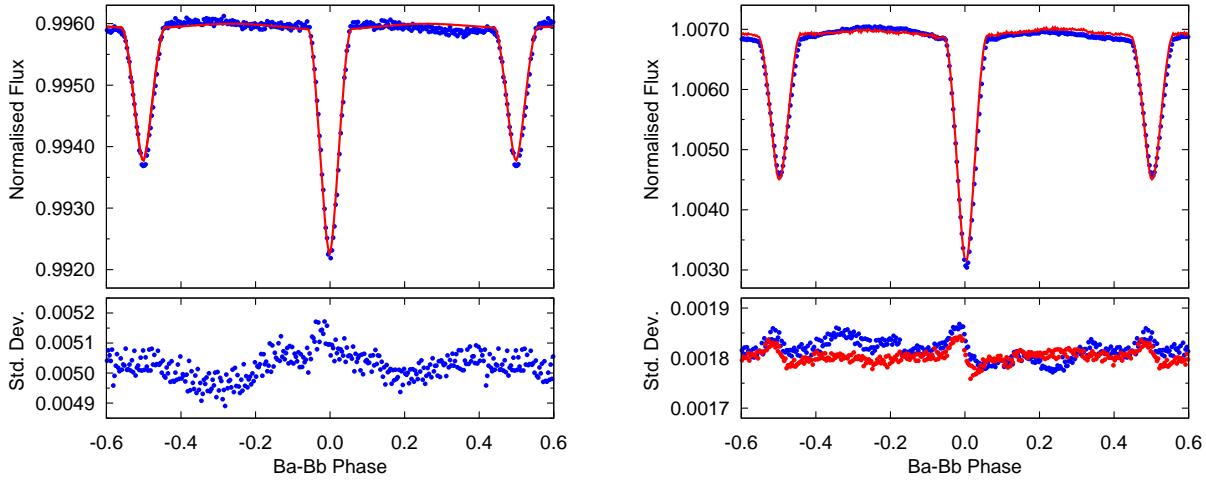 Normalised Flux
0.9960
0.9950
0.9940
0.9930
0.9920
Std. Dev.
0.0052
0.0051
0.0050
0.0049
-0.6 -0.4 -0.2 0.0 0.2 0.4 0.6
Ba-Bb Phase
Normalised Flux
1.0070
1.0060
1.0050
1.0040
1.0030
Std. Dev.
0.0019
0.0018
0.0017
-0.6 -0.4 -0.2 0.0 0.2 0.4 0.6
Ba-Bb Phase